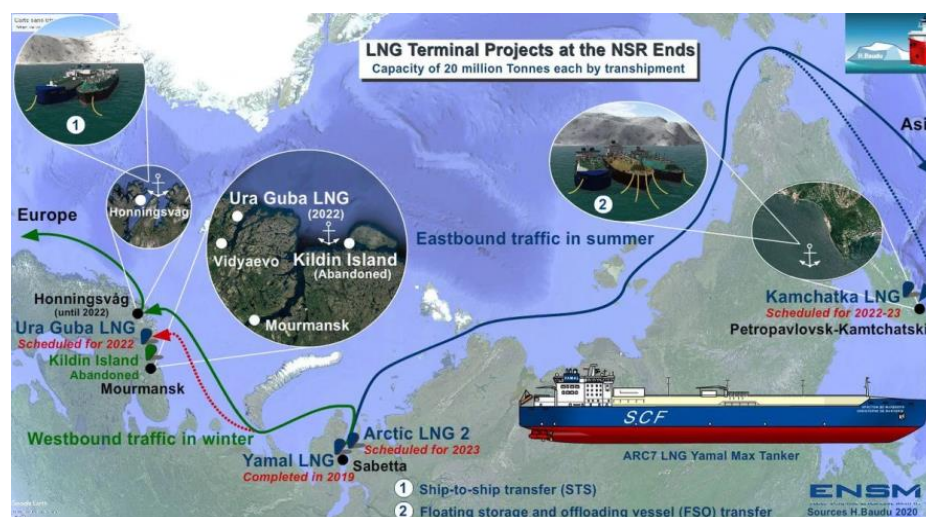 LNG Terminal Projects at the NSR Ends
Capacity of 20 million Tonnes each by transhipment
H.Baudu
1
2
Asi
Honningsvåg
Ura Guba LNG
(2022)
Vidyaevo
Kildin Island
(Abandoned)
Mourmansk
Europe
Eastbound traffic in summer
Honningsvåg
(until 2022)
Ura Guba LNG
Scheduled for 2022
Kildin Island
Abandoned
Mourmansk
Kamchatka LNG
Scheduled for 2022-23
Petropavlovsk-Kamtchatski
Westbound traffic in winter
Arctic LNG 2
Scheduled for 2023
Yamal LNG
Completed in 2019
Sabetta
YAMAL
SCF
ARC7 LNG Yamal Max Tanker
1 Ship-to-ship transfer (STS)
2 Floating storage and offloading vessel (FSO) transfer
ENSM
Sources H.Baudu 2020